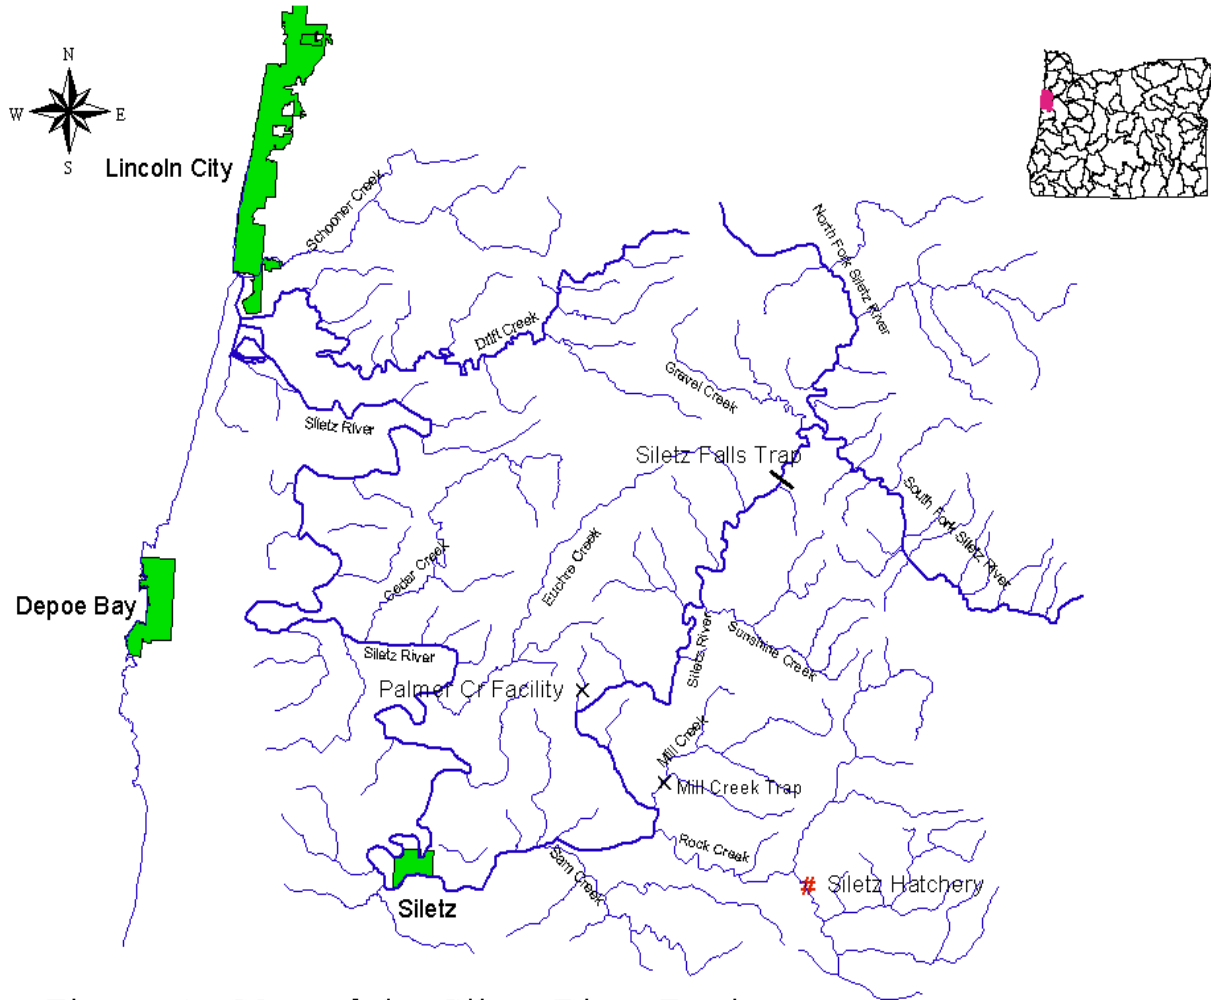 N
W
E
S
Lincoln City
Schooner Creek
North Fork Siletz River
Drift Creek
Gravel Creek
Siletz River
Siletz Falls Trap
South Fork Siletz River
Cedar Creek
Euchre Creek
Depoe Bay
Siletz River
Siletz River
Sunshine Creek
Palmer Cr Facility
Mill Creek
Mill Creek Trap
Rock Creek
Sam Creek
# Siletz Hatchery
Siletz